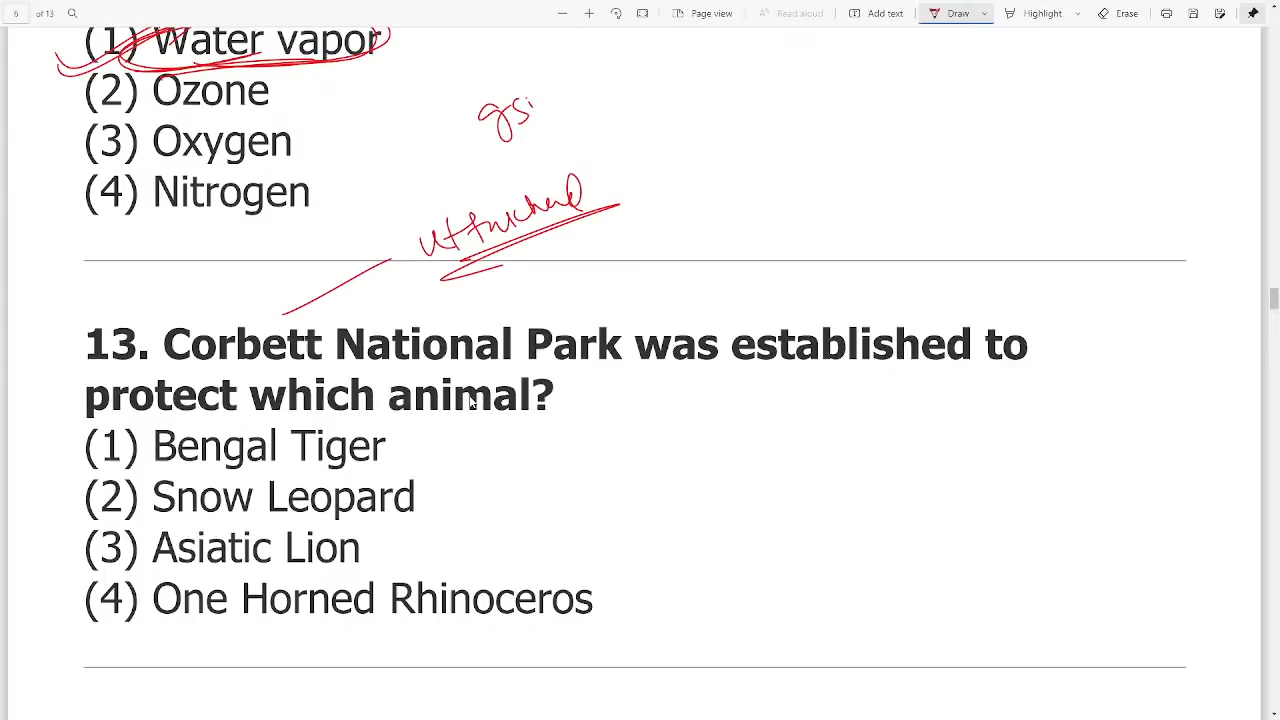 6 of 13 Page view Read aloud Add text Draw Highlight Erase
(1) Water vapor
(2) Ozone
(3) Oxygen
(4) Nitrogen
13. Corbett National Park was established to
protect which animal?
(1) Bengal Tiger
(2) Snow Leopard
(3) Asiatic Lion
(4) One Horned Rhinoceros